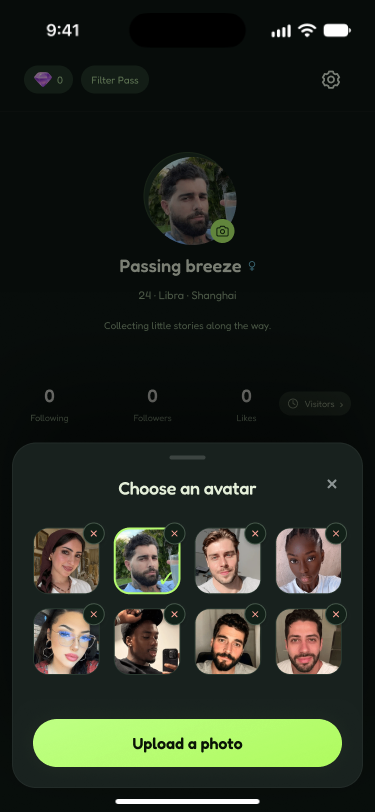 9:41
0
Filter Pass
Passing breeze
24 · Libra · Shanghai
Collecting little stories along the way.
0 0 0
Following Followers Likes
Visitors ›
Choose an avatar
Upload a photo